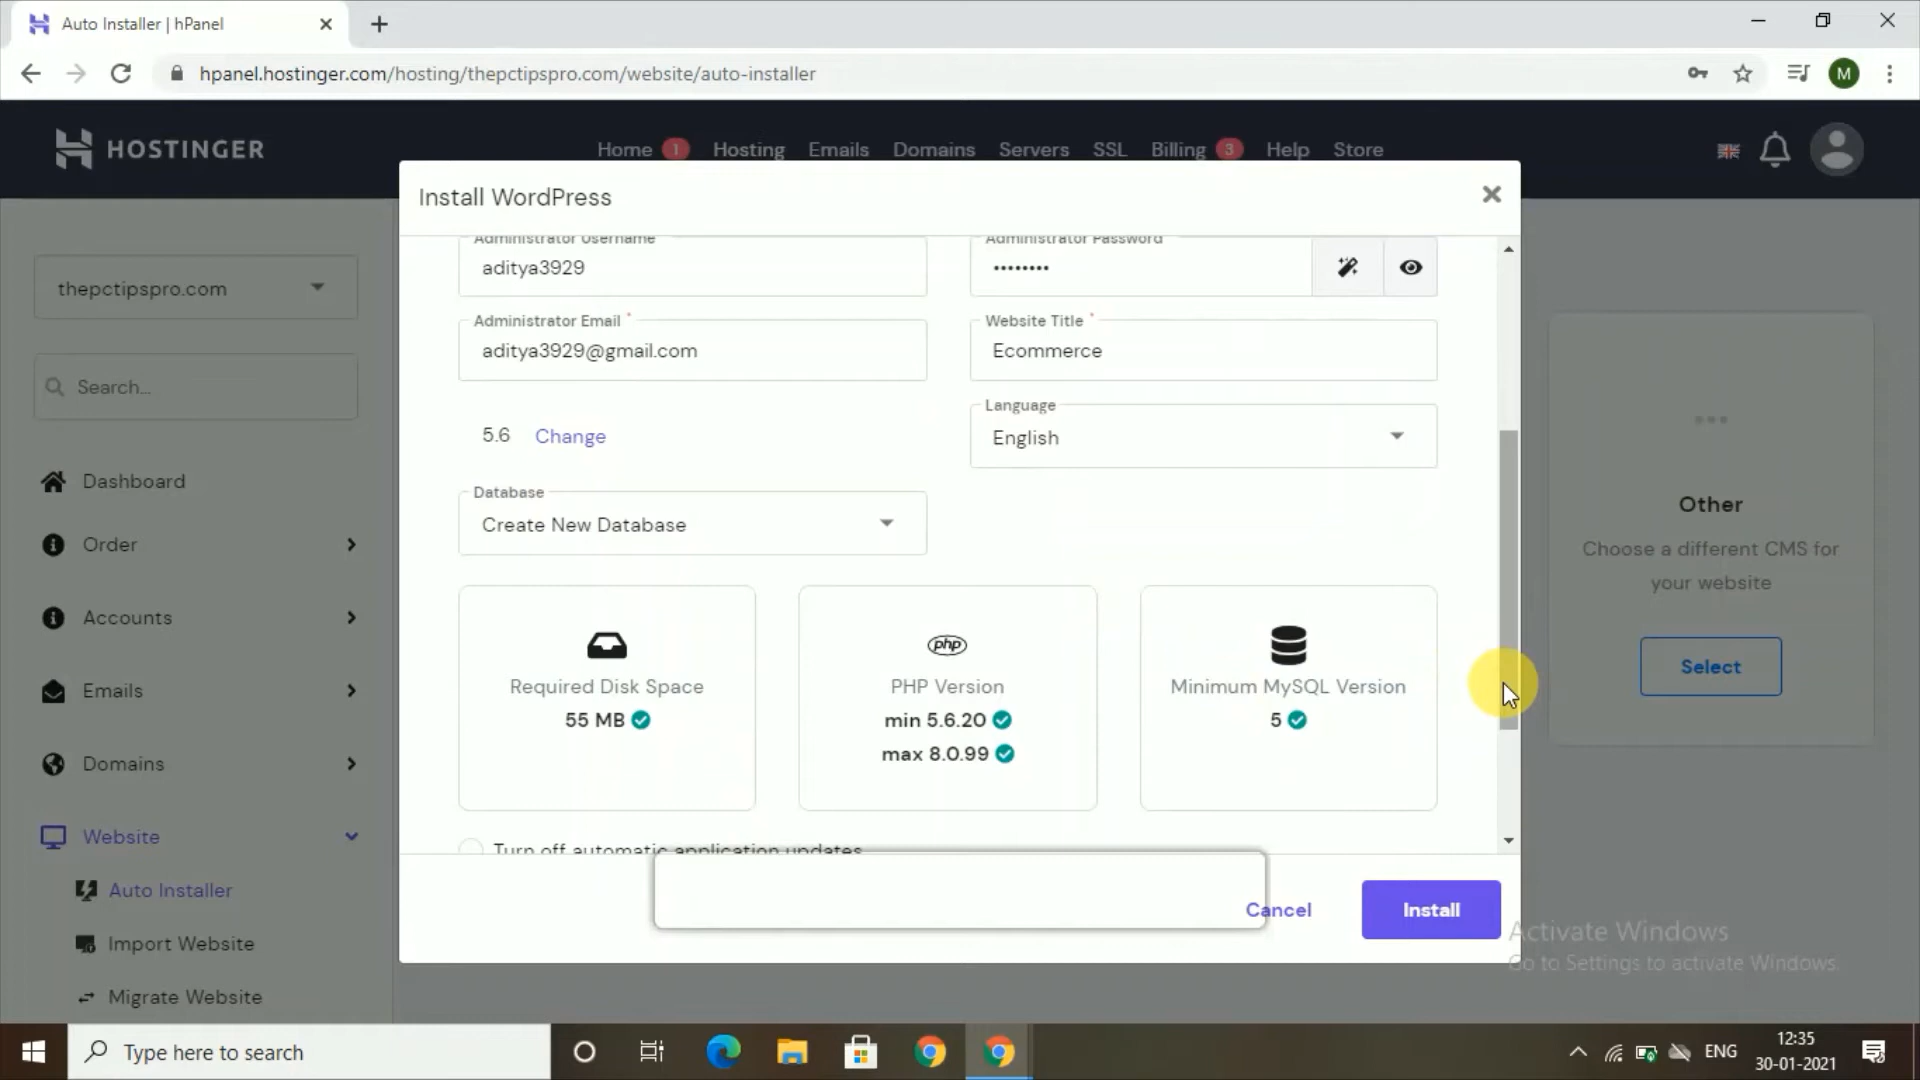 Auto Installer | hPanel
hpanel.hostinger.com/hosting/thepctipspro.com/website/auto-installer
M
HOSTINGER
Home 1 Hosting Emails Domains Servers SSL Billing 3 Help Store
Install WordPress
thepctipspro.com
Search...
Dashboard
Order
Accounts
Emails
Domains
Website
Auto Installer
Import Website
Migrate Website
Administrator Username
aditya3929
Administrator Password
••••••••
Administrator Email *
aditya3929@gmail.com
Website Title *
Ecommerce
5.6 Change
Language
English
Database
Create New Database
Required Disk Space
55 MB
php
PHP Version
min 5.6.20
max 8.0.99
Minimum MySQL Version
5
Turn off automatic application updates
Cancel
Install
Other
Choose a different CMS for
your website
Select
Activate Windows
Go to Settings to activate Windows.
Type here to search
ENG
12:35
30-01-2021